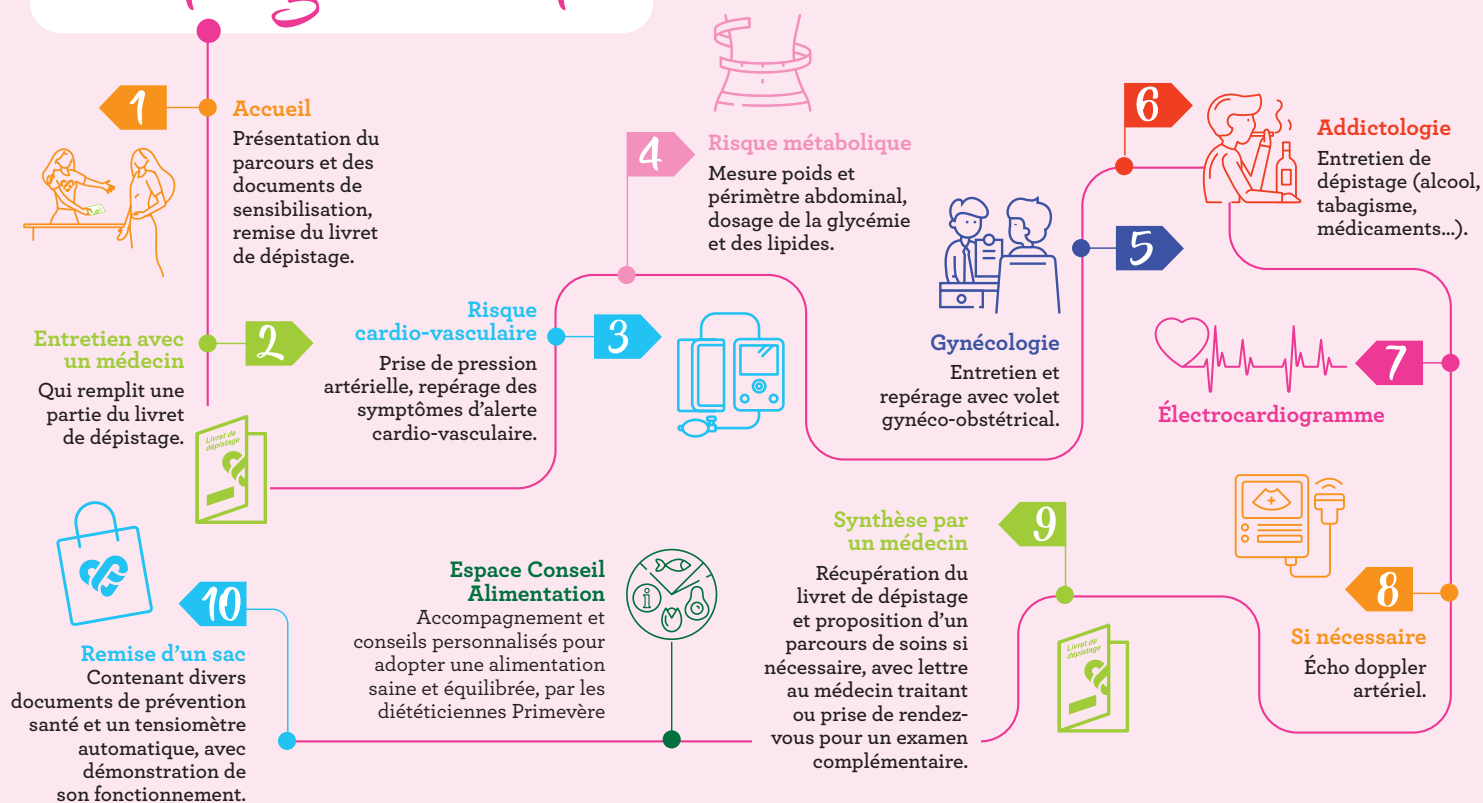 1
Accueil
Présentation du
parcours et des
documents de
sensibilisation,
remise du livret
de dépistage.
2
Entretien avec
un médecin
Qui remplit une
partie du livret
de dépistage.
Livret de
dépistage
3
Risque
cardio-vasculaire
Prise de pression
artérielle, repérage des
symptômes d’alerte
cardio-vasculaire.
4
Risque métabolique
Mesure poids et
périmètre abdominal,
dosage de la glycémie
et des lipides.
5
Gynécologie
Entretien et
repérage avec volet
gynéco-obstétrical.
6
Addictologie
Entretien de
dépistage (alcool,
tabagisme,
médicaments...).
7
Électrocardiogramme
8
Si nécessaire
Écho doppler
artériel.
9
Synthèse par
un médecin
Récupération du
livret de dépistage
et proposition d’un
parcours de soins si
nécessaire, avec lettre
au médecin traitant
ou prise de rendez-
vous pour un examen
complémentaire.
Livret de
dépistage
Espace Conseil
Alimentation
Accompagnement et
conseils personnalisés pour
adopter une alimentation
saine et équilibrée, par les
diététiciennes Primevère
i
10
Remise d’un sac
Contenant divers
documents de prévention
santé et un tensiomètre
automatique, avec
démonstration de
son fonctionnement.